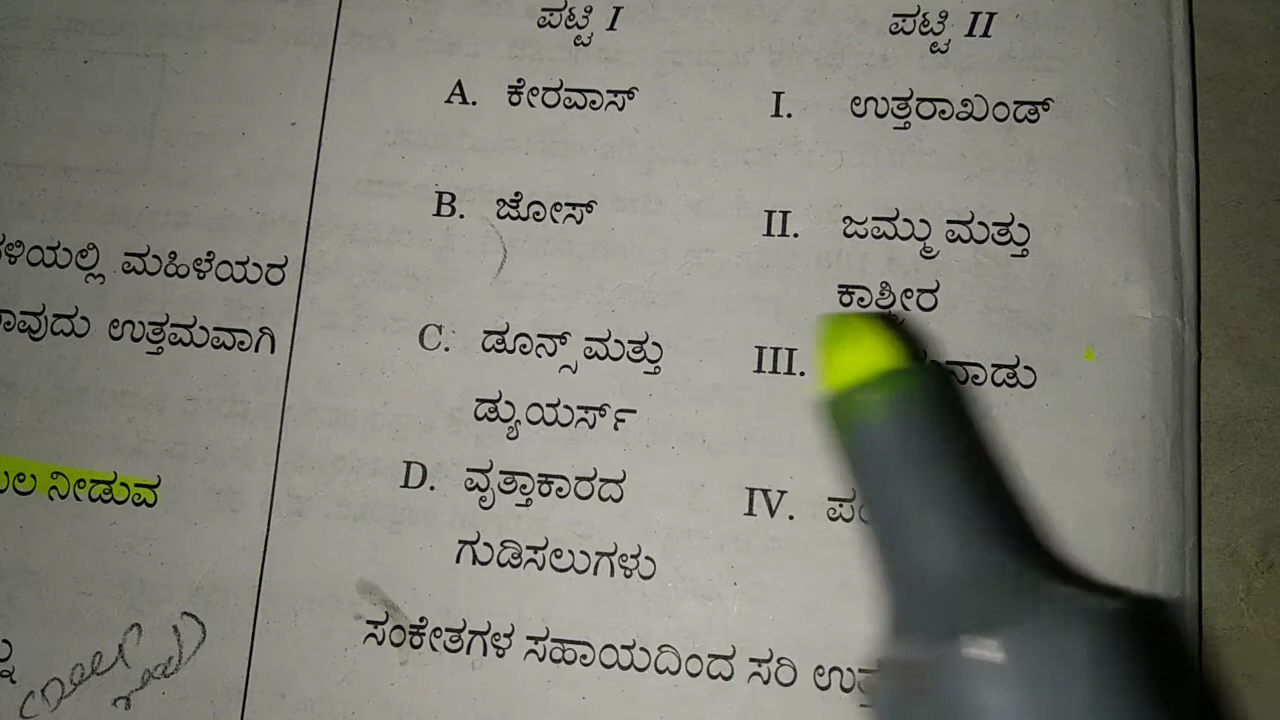 ಪಟ್ಟಿ I ಪಟ್ಟಿ II
A. ಕೇರವಾಸ್ I. ಉತ್ತರಾಖಂಡ್
B. ಜೋಸ್ II. ಜಮ್ಮು ಮತ್ತು
ಕಾಶ್ಮೀರ
C. ಡೂನ್ಸ್ ಮತ್ತು III. ನಾಡು
ಡ್ಯುಯರ್ಸ್
D. ವೃತ್ತಾಕಾರದ IV.
ಗುಡಿಸಲುಗಳು
ಸಂಕೇತಗಳ ಸಹಾಯದಿಂದ ಸರಿ
ಮಹಿಳೆಯರ
ಉತ್ತಮವಾಗಿ
ನೀಡುವ